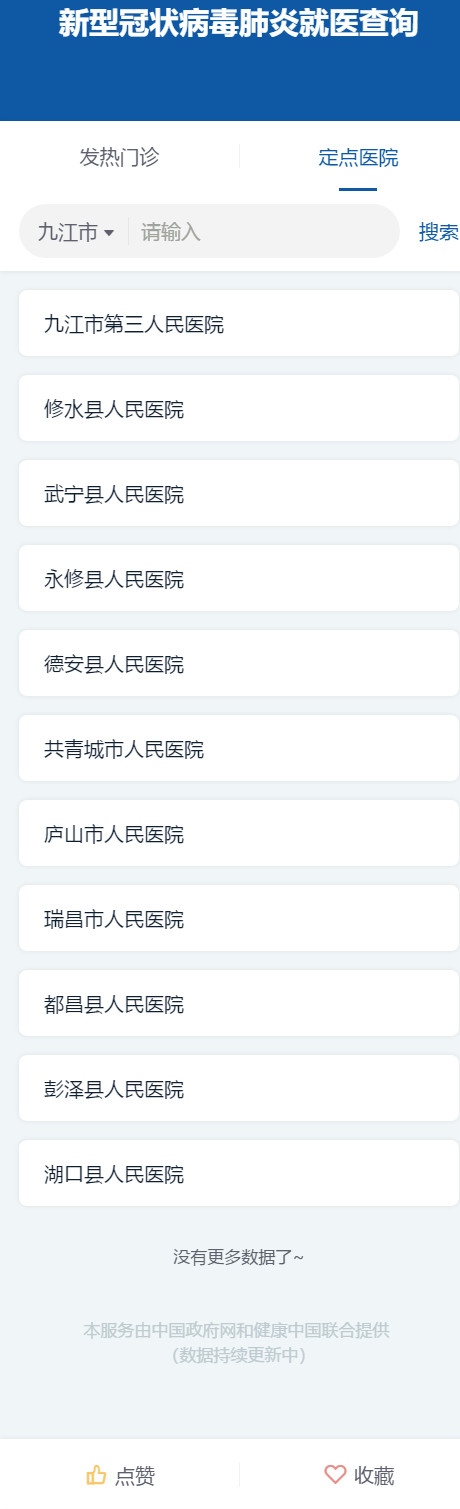 新型冠状病毒肺炎就医查询
发热门诊 定点医院
九江市 请输入 搜索
九江市第三人民医院
修水县人民医院
武宁县人民医院
永修县人民医院
德安县人民医院
共青城市人民医院
庐山市人民医院
瑞昌市人民医院
都昌县人民医院
彭泽县人民医院
湖口县人民医院
没有更多数据了~
本服务由中国政府网和健康中国联合提供
（数据持续更新中）
点赞 收藏